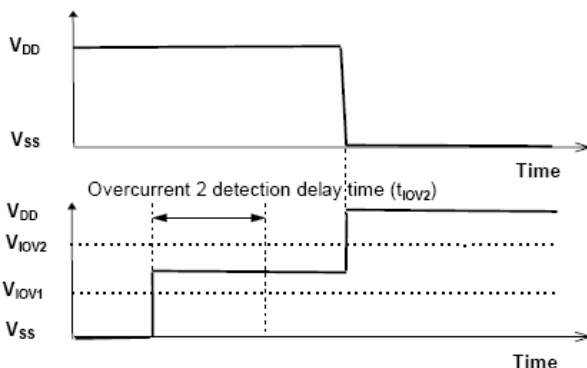 VDD
VSS
Time
Overcurrent 2 detection delay time (tIOV2)
VDD
VIOV2
VIOV1
VSS
Time